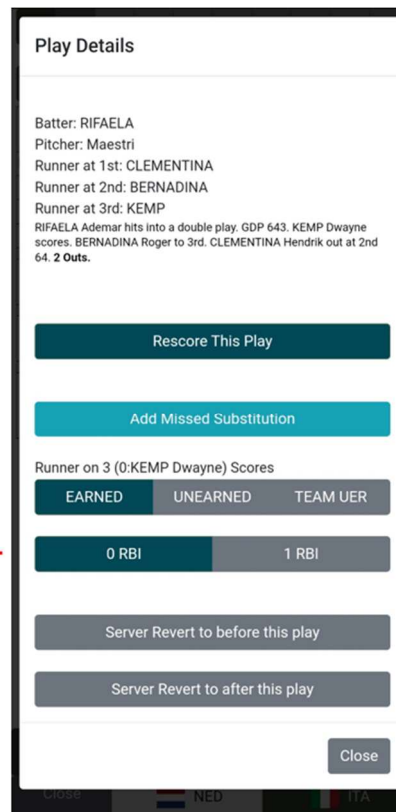 Play Details
Batter: RIFAELA
Pitcher: Maestri
Runner at 1st: CLEMENTINA
Runner at 2nd: BERNADINA
Runner at 3rd: KEMP
RIFAELA Ademar hits into a double play. GDP 643. KEMP Dwayne
scores. BERNADINA Roger to 3rd. CLEMENTINA Hendrik out at 2nd
64. 2 Outs.
Rescore This Play
Add Missed Substitution
Runner on 3 (0:KEMP Dwayne) Scores
EARNED UNEARNED TEAM UER
0 RBI 1 RBI
Server Revert to before this play
Server Revert to after this play
Close
Close NED ITA